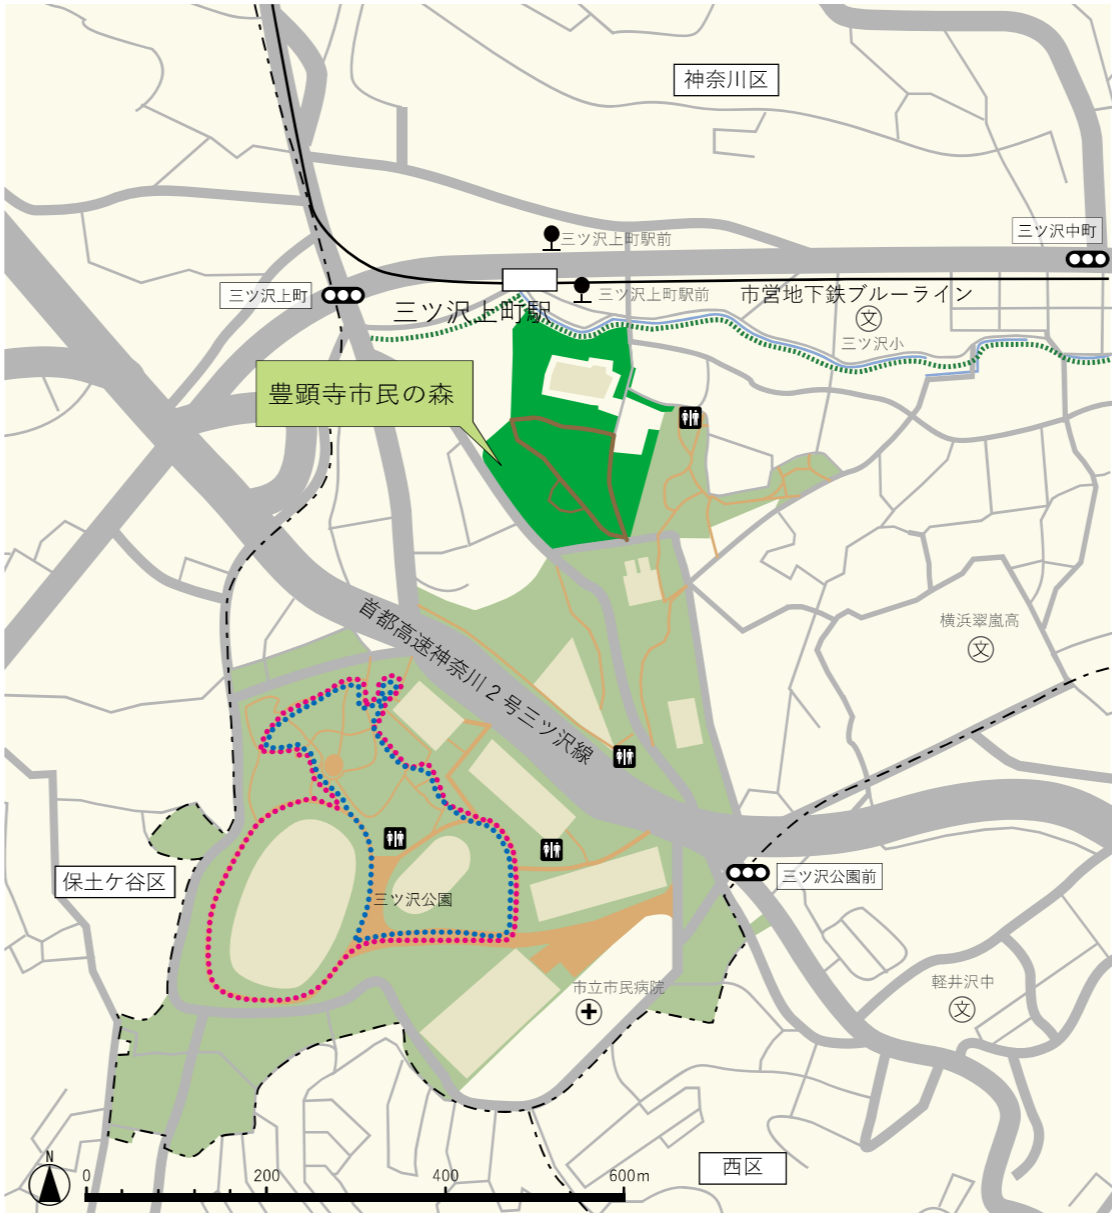 神奈川区
三ツ沢中町
三ツ沢上町駅前
三ツ沢上町
三ツ沢上町駅前
市営地下鉄ブルーライン
三ツ沢上町駅
文
三ツ沢小
豊顕寺市民の森
首都高速神奈川2号三ツ沢線
横浜翠嵐高
文
保土ケ谷区
三ツ沢公園前
三ツ沢公園
市立市民病院
軽井沢中
文
西区
N
0 200 400 600m